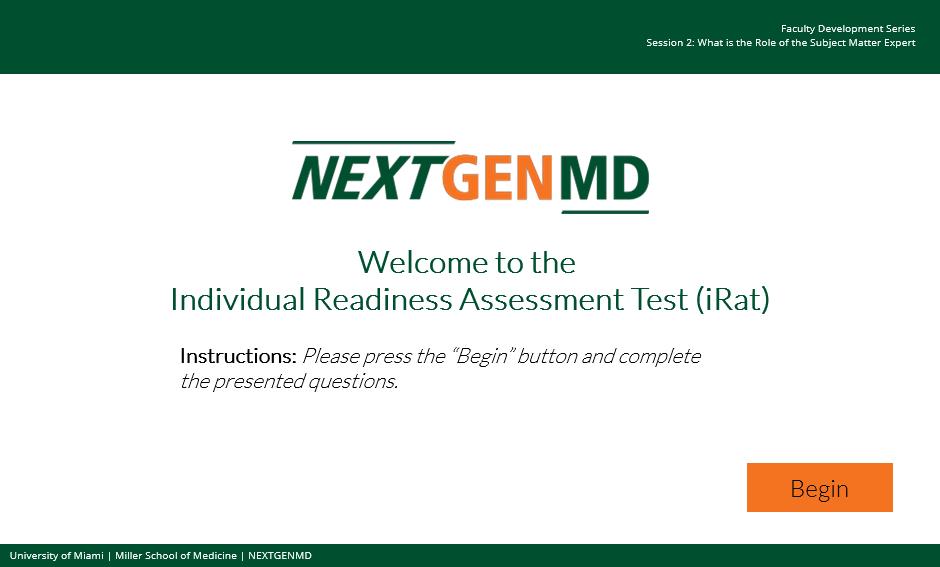 Faculty Development Series
Session 2: What is the Role of the Subject Matter Expert
NEXTGENMD
Welcome to the
Individual Readiness Assessment Test (iRat)
Instructions: Please press the “Begin” button and complete
the presented questions.
Begin
University of Miami | Miller School of Medicine | NEXTGENMD